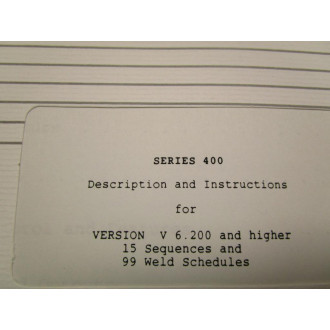 SERIES 400
Description and Instructions
for
VERSION V 6.200 and higher
15 Sequences and
99 Weld Schedules